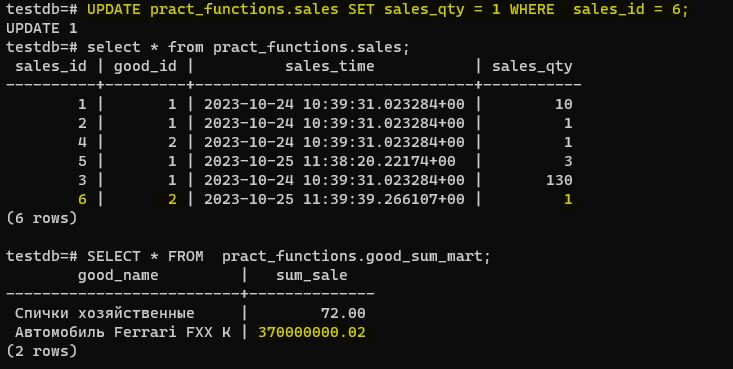 testdb=# UPDATE pract_functions.sales SET sales_qty = 1 WHERE  sales_id = 6;
UPDATE 1
testdb=# select * from pract_functions.sales;
 sales_id | good_id |          sales_time           | sales_qty
----------+---------+-------------------------------+-----------
        1 |       1 | 2023-10-24 10:39:31.023284+00 |        10
        2 |       1 | 2023-10-24 10:39:31.023284+00 |         1
        4 |       2 | 2023-10-24 10:39:31.023284+00 |         1
        5 |       1 | 2023-10-25 11:38:20.22174+00  |         3
        3 |       1 | 2023-10-24 10:39:31.023284+00 |       130
        6 |       2 | 2023-10-25 11:39:39.266107+00 |         1
(6 rows)

testdb=# SELECT * FROM  pract_functions.good_sum_mart;
        good_name         |   sum_sale
--------------------------+--------------
 Спички хозяйственные     |        72.00
 Автомобиль Ferrari FXX K | 370000000.02
(2 rows)